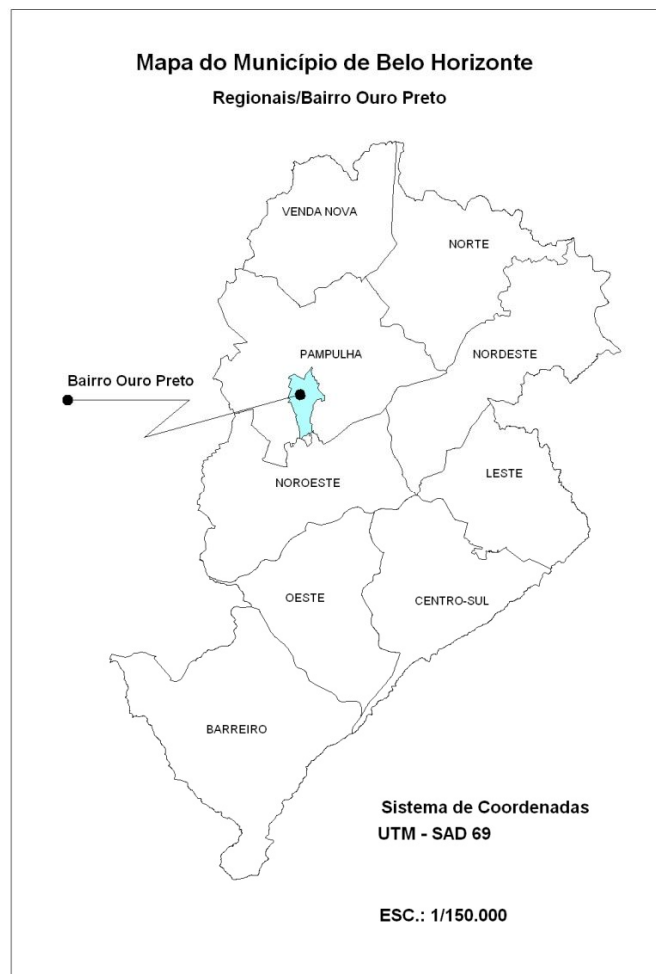 Mapa do Município de Belo Horizonte
Regionais/Bairro Ouro Preto
VENDA NOVA
NORTE
PAMPULHA
NORDESTE
Bairro Ouro Preto
LESTE
NOROESTE
OESTE
CENTRO-SUL
BARREIRO
Sistema de Coordenadas
UTM - SAD 69
ESC.: 1/150.000